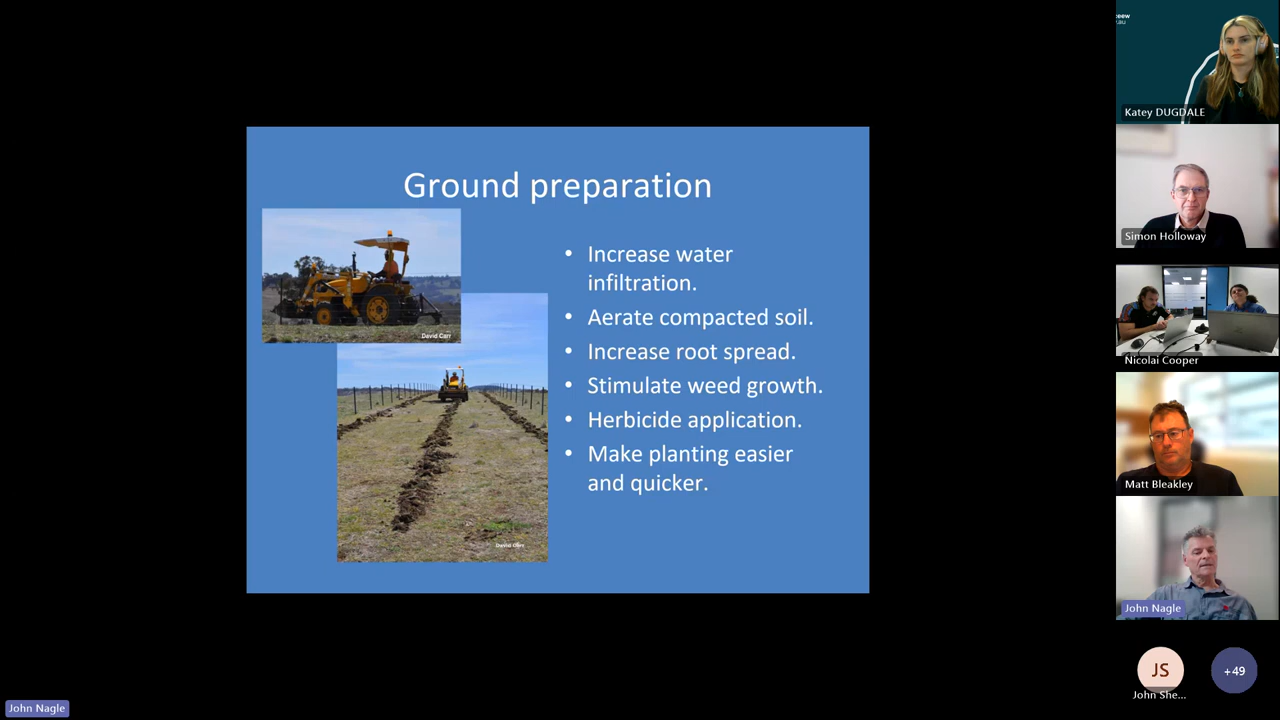 Ground preparation
David Carr
David Carr
• Increase water
infiltration.
• Aerate compacted soil.
• Increase root spread.
• Stimulate weed growth.
• Herbicide application.
• Make planting easier
and quicker.
Katey DUGDALE
Simon Holloway
Nicolai Cooper
Matt Bleakley
John Nagle
JS
John She...
+49
John Nagle